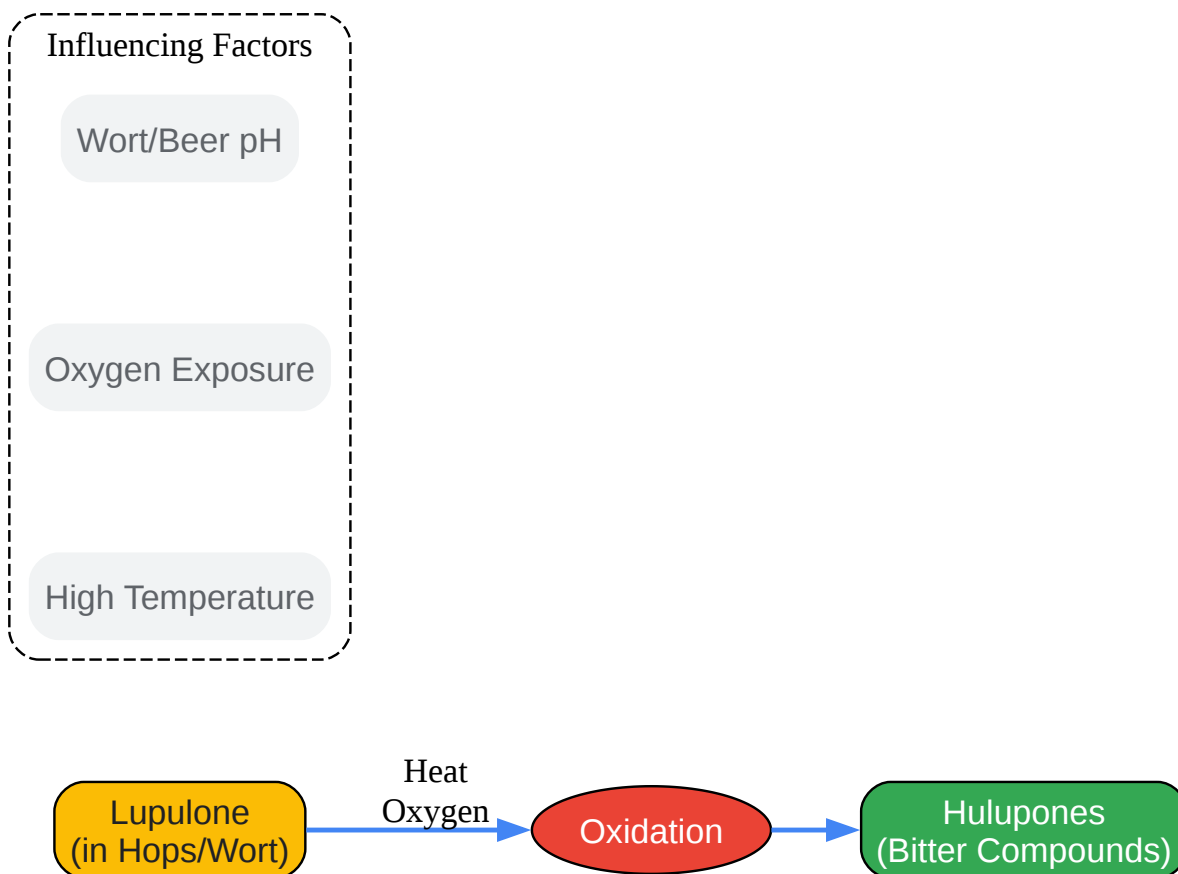 Influencing Factors
Wort/Beer pH
Oxygen Exposure
High Temperature
Lupulone
(in Hops/Wort)
Heat
Oxygen
Oxidation
Hulupones
(Bitter Compounds)